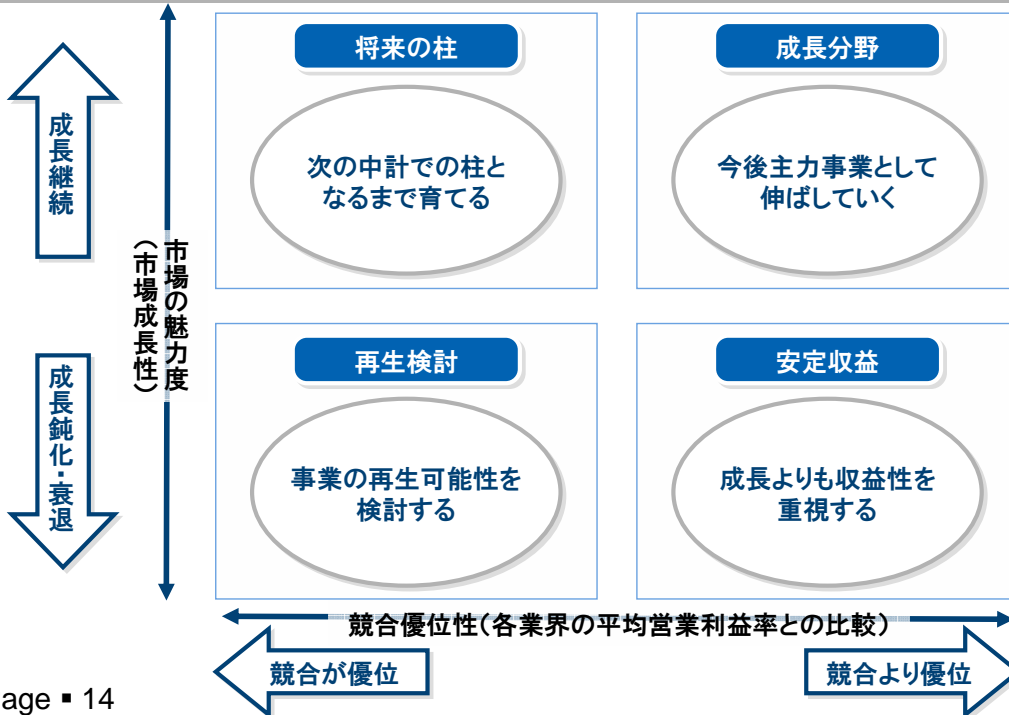 将来の柱
次の中計での柱と
なるまで育てる
成長分野
今後主力事業として
伸ばしていく
成長継続
市場の魅力度
（市場成長性）
成長鈍化・衰退
再生検討
事業の再生可能性を
検討する
安定収益
成長よりも収益性を
重視する
競合優位性（各業界の平均営業利益率との比較）
競合が優位
競合より優位
age ▪ 14